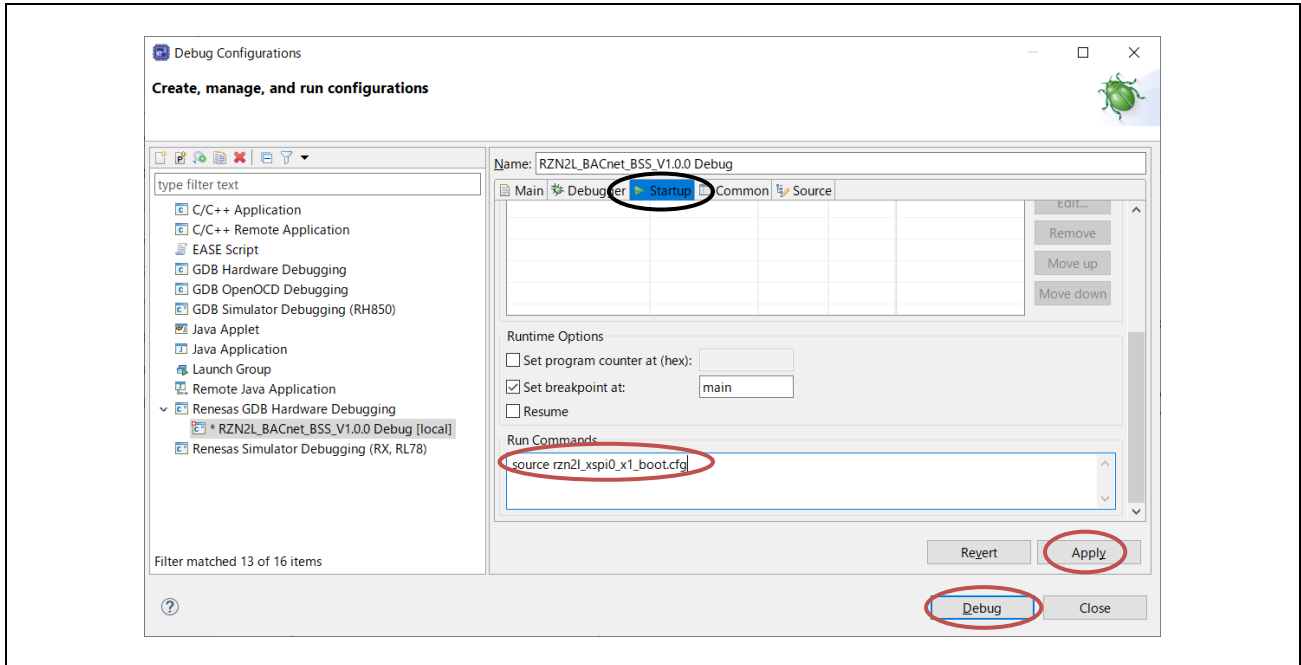 Debug Configurations
Create, manage, and run configurations
type filter text
C/C++ Application
C/C++ Remote Application
EASE Script
GDB Hardware Debugging
GDB OpenOCD Debugging
GDB Simulator Debugging (RH850)
Java Applet
Java Application
Launch Group
Remote Java Application
Renesas GDB Hardware Debugging
* RZN2L_BACnet_BSS_V1.0.0 Debug [local]
Renesas Simulator Debugging (RX, RL78)
Filter matched 13 of 16 items
Name: RZN2L_BACnet_BSS_V1.0.0 Debug
Main Debugger Startup Common Source
Edit...
Remove
Move up
Move down
Runtime Options
Set program counter at (hex):
Set breakpoint at: main
Resume
Run Commands
source rzn2l_xspi0_x1_boot.cfg
Revert Apply
Debug Close